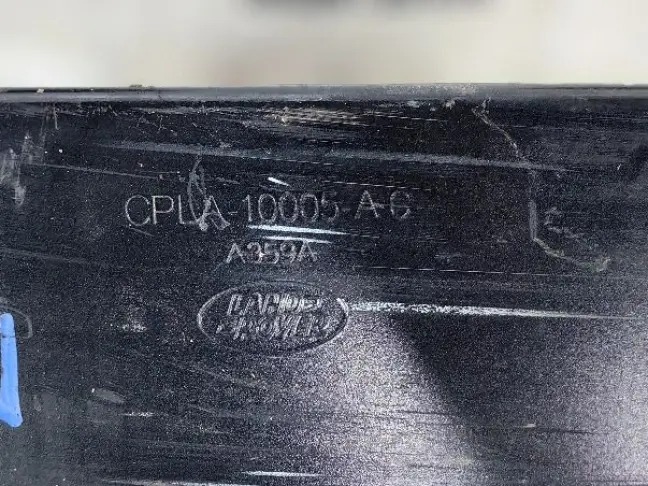 CPLA-10005-A-C
A359A
LAND ROVER